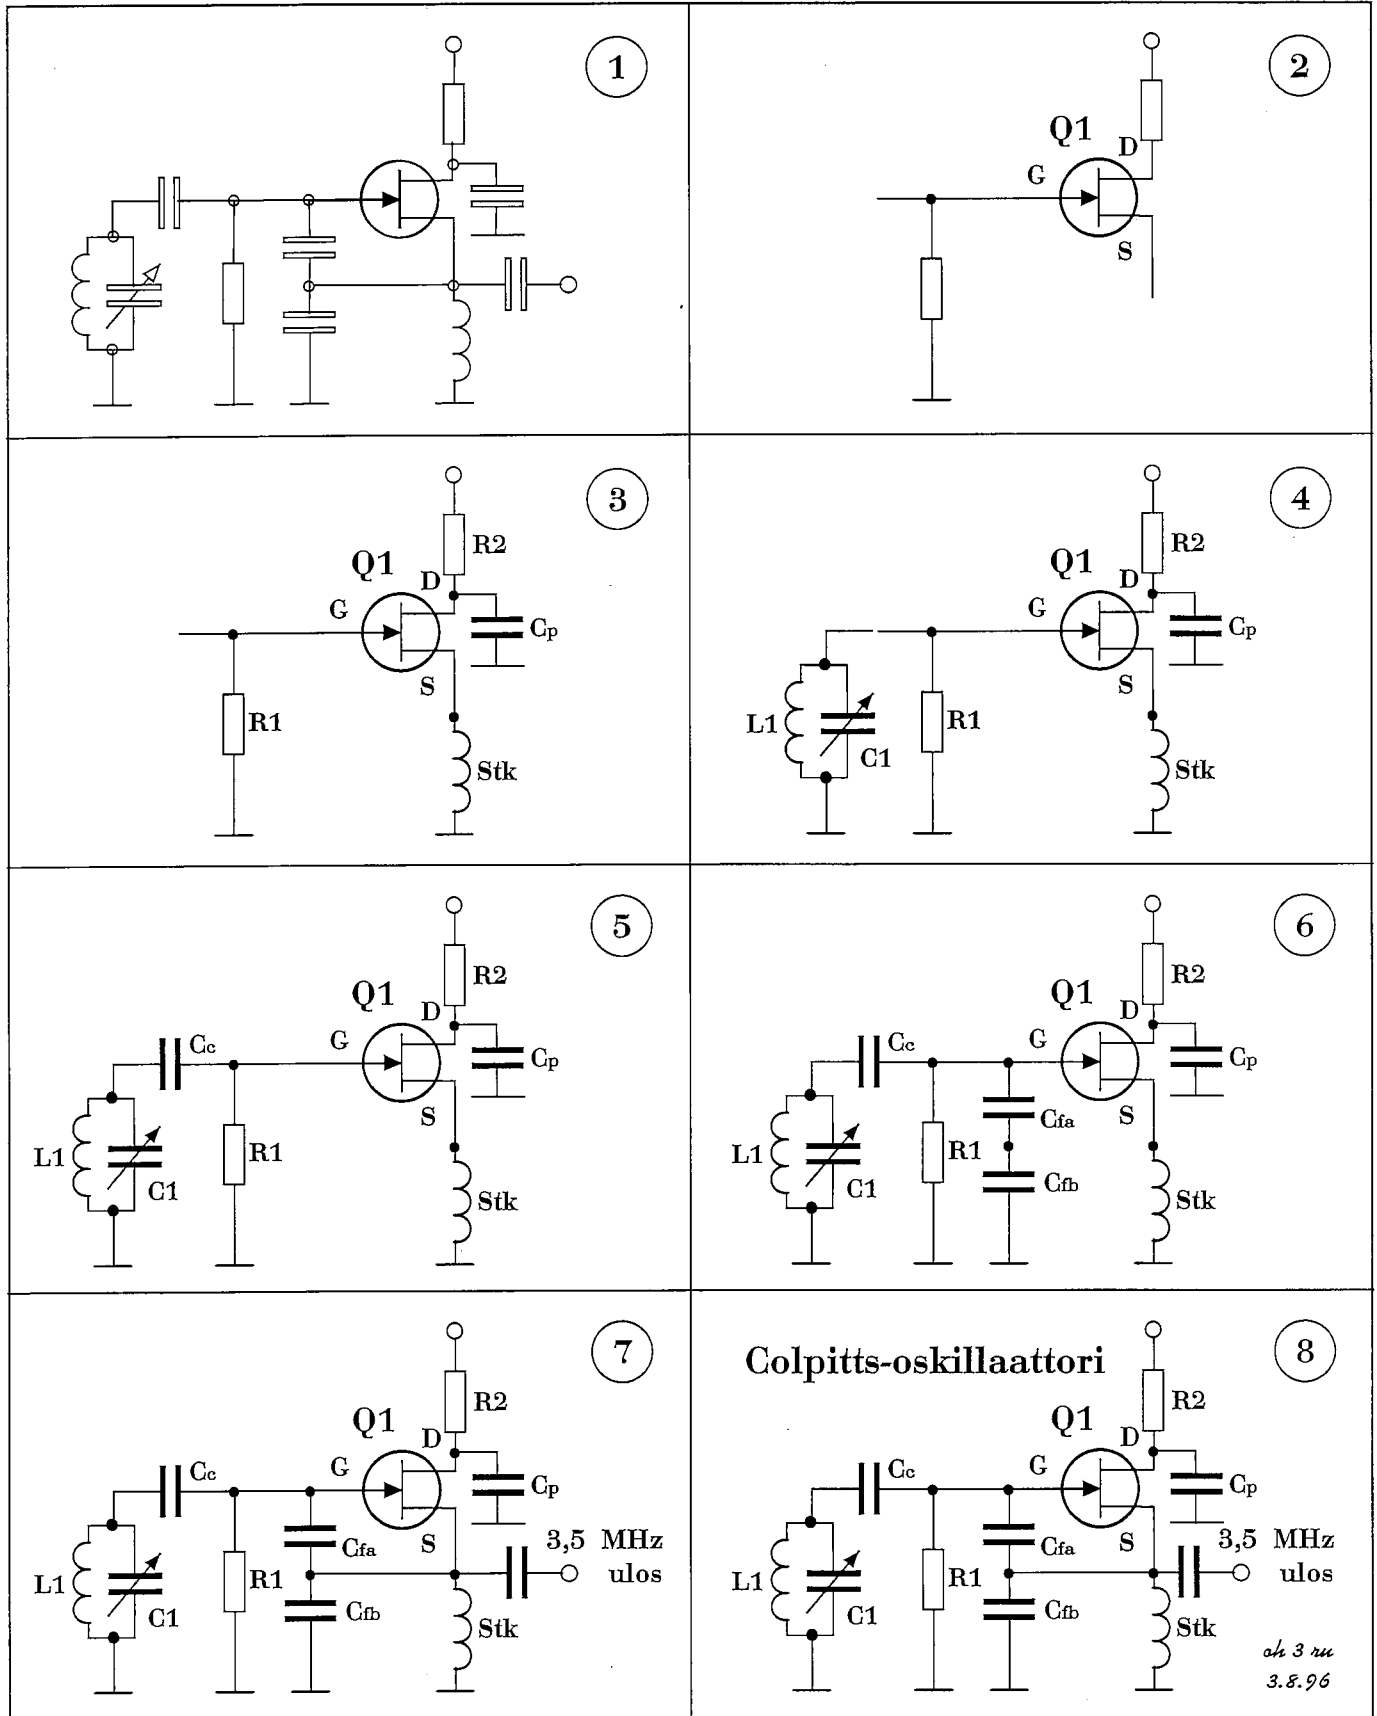 1
2
Q1
D
G
S
3
R2
Q1
D
G
Cp
S
R1
Stk
4
R2
Q1
D
G
Cp
S
L1
R1
C1
Stk
5
R2
Q1
D
Cc
G
Cp
S
L1
R1
C1
Stk
6
R2
Q1
D
Cc
G
Cp
Cfa
S
L1
R1
C1
Cfb
Stk
7
R2
Q1
D
Cc
G
Cp
Cfa
S
3,5 MHz
ulos
L1
R1
C1
Cfb
Stk
Colpitts-oskillaattori
8
R2
Q1
D
Cc
G
Cp
Cfa
S
3,5 MHz
ulos
L1
R1
C1
Cfb
Stk
oh 3 ru
3.8.96